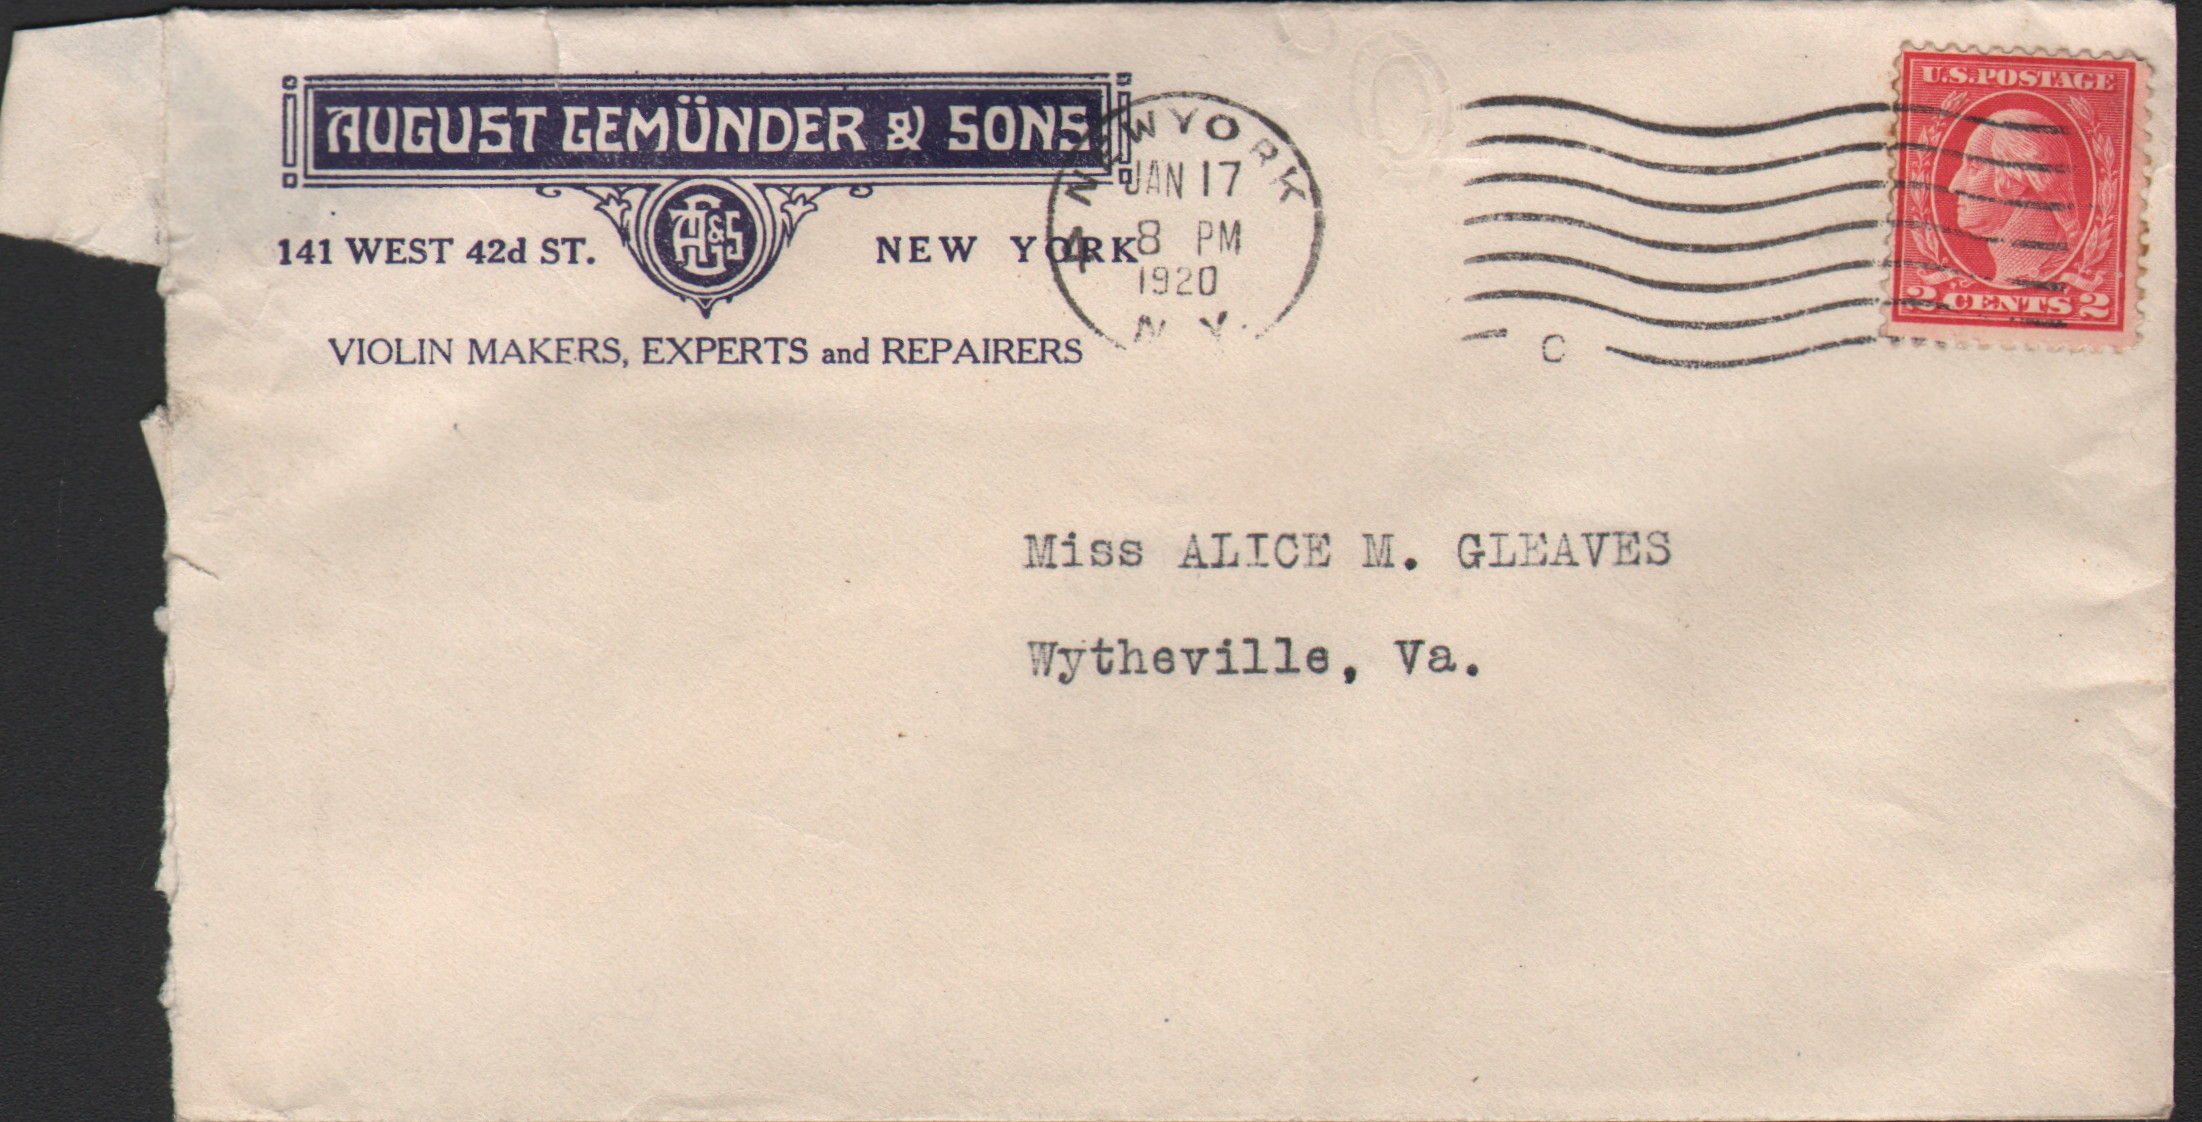 AUGUST GEMÜNDER & SONS
AG&S
141 WEST 42d ST. NEW YORK
VIOLIN MAKERS, EXPERTS and REPAIRERS
NEW YORK
JAN 17
8 PM
1920
N.Y.
C
U.S. POSTAGE
2 CENTS 2
Miss ALICE M. GLEAVES
Wytheville, Va.